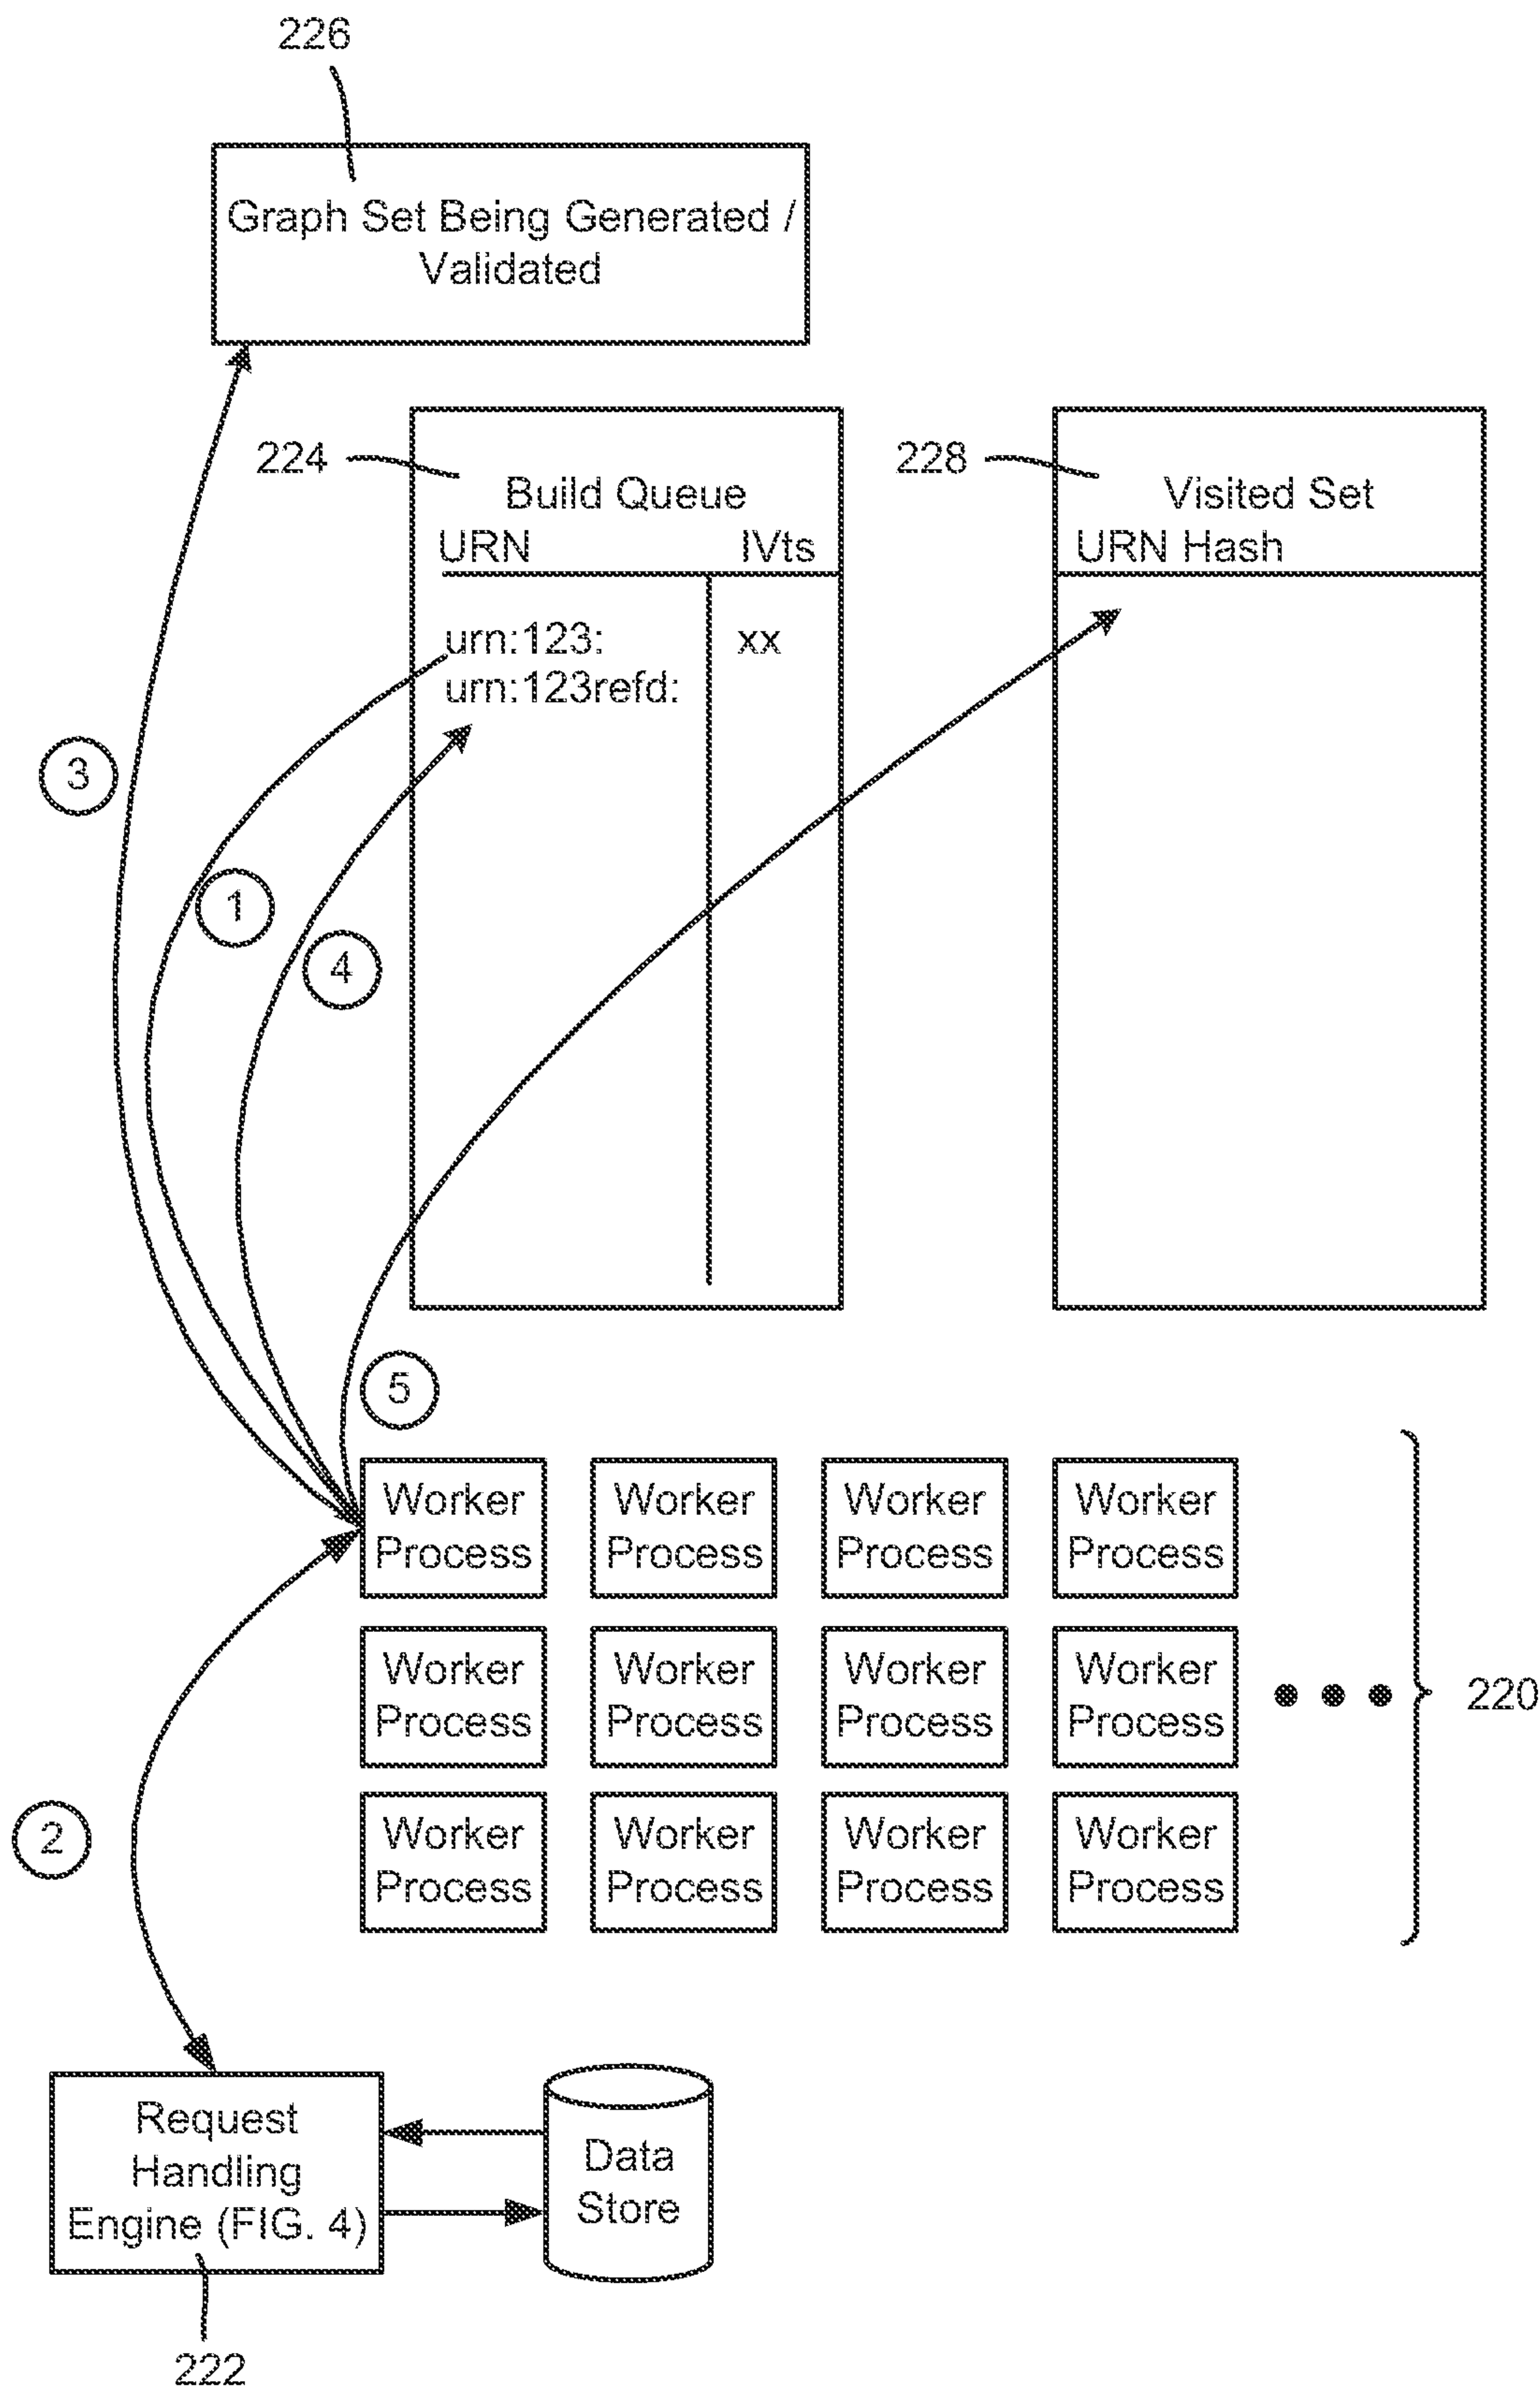 226
Graph Set Being Generated /
Validated
224
Build Queue
URN IVts
urn:123: xx
urn:123refd:
228
Visited Set
URN Hash
3
1
4
5
Worker
Process
Worker
Process
Worker
Process
Worker
Process
Worker
Process
Worker
Process
Worker
Process
Worker
Process
220
Worker
Process
Worker
Process
Worker
Process
Worker
Process
2
Request
Handling
Engine (FIG. 4)
Data
Store
222